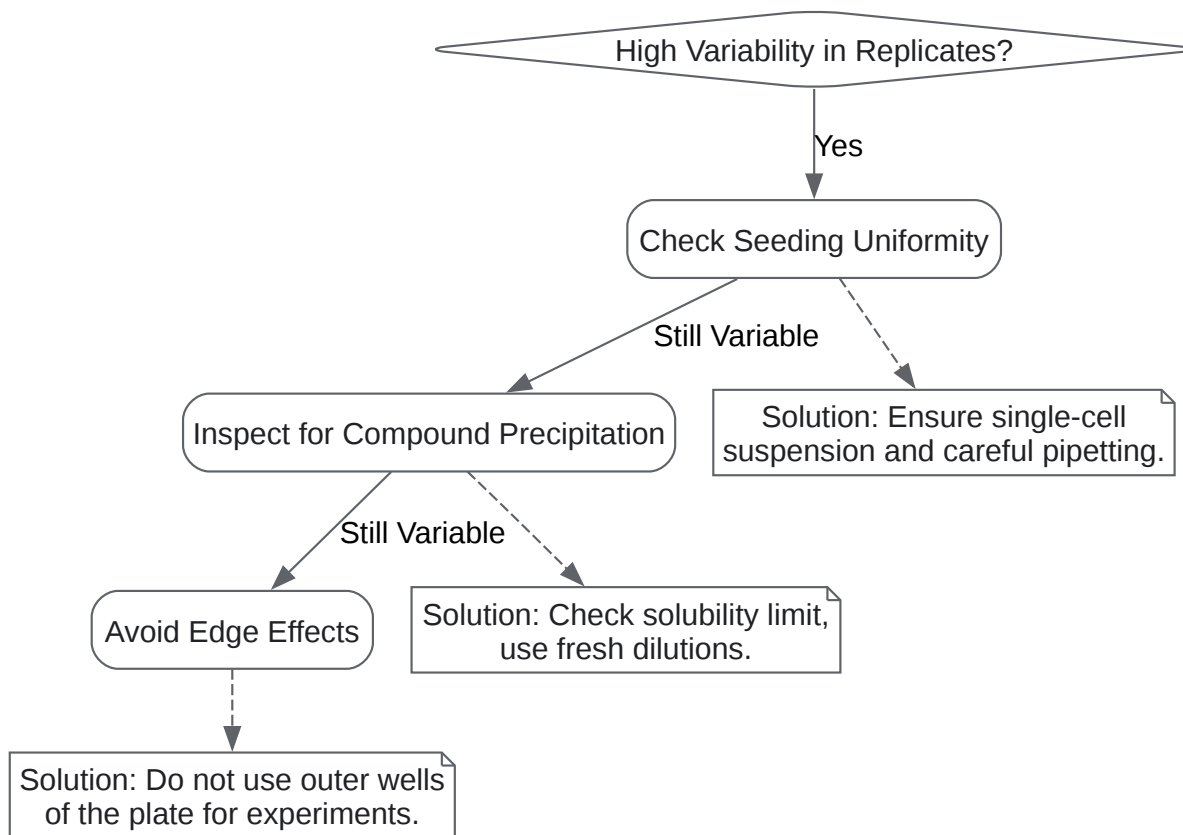 High Variability in Replicates?
Yes
Check Seeding Uniformity
Still Variable
Solution: Ensure single-cell
suspension and careful pipetting.
Inspect for Compound Precipitation
Still Variable
Solution: Check solubility limit,
use fresh dilutions.
Avoid Edge Effects
Solution: Do not use outer wells
of the plate for experiments.